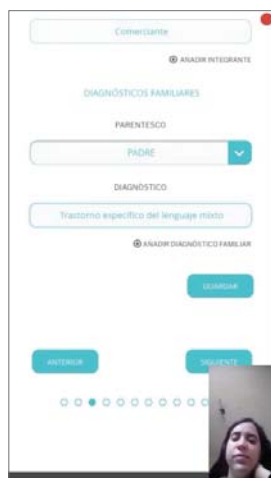 Comerciante
AÑADIR INTEGRANTE
DIAGNÓSTICOS FAMILIARES
PARENTESCO
PADRE
DIAGNÓSTICO
Trastorno específico del lenguaje mixto
AÑADIR DIAGNÓSTICO FAMILIAR
GUARDAR
ANTERIOR
SIGUIENTE